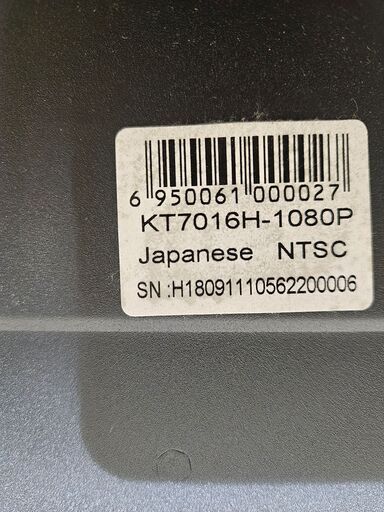 6 950061 000027
KT7016H-1080P
Japanese NTSC
SN :H18091110562200006